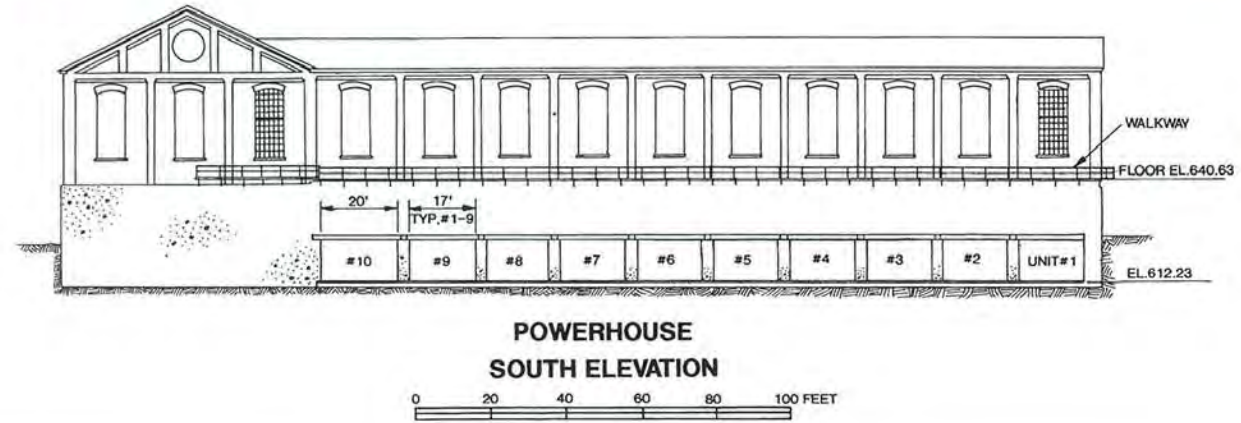 WALKWAY
FLOOR EL.640.63
20'
17'
TYP.#1-9
#10
#9
#8
#7
#6
#5
#4
#3
#2
UNIT#1
EL.612.23
POWERHOUSE
SOUTH ELEVATION
0 20 40 60 80 100 FEET